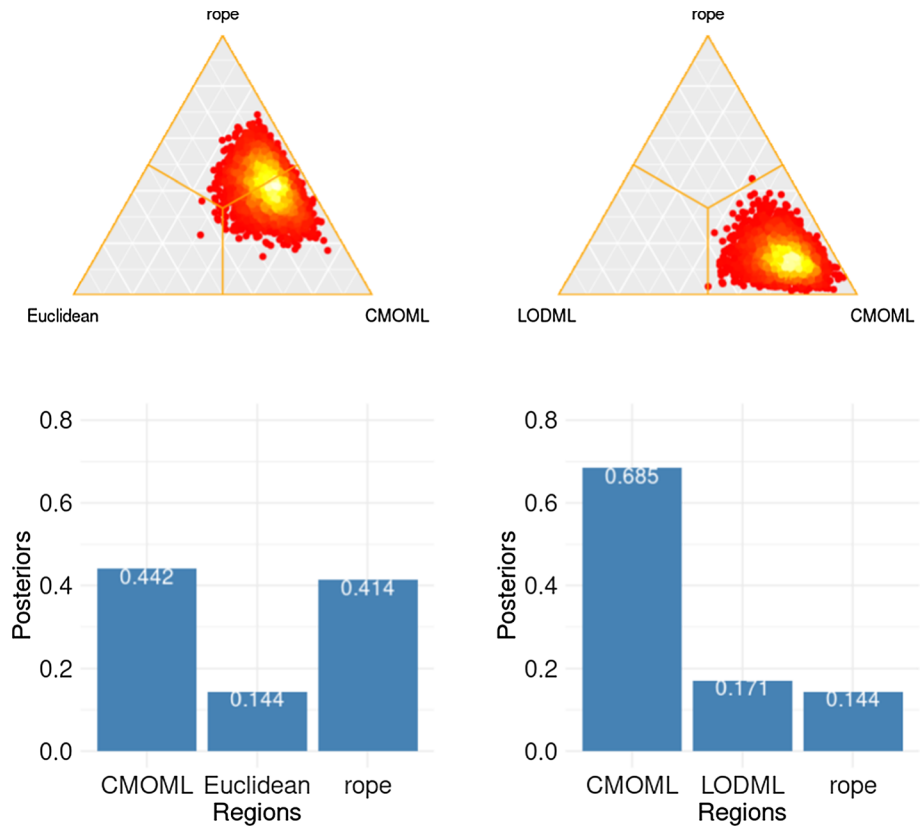 rope
rope
Euclidean
CMOML
LODML
CMOML
0.8
0.6
0.4
0.2
0.0
Posteriors
0.442
0.144
0.414
CMOML
Euclidean
rope
Regions
0.8
0.6
0.4
0.2
0.0
Posteriors
0.685
0.171
0.144
CMOML
LODML
rope
Regions